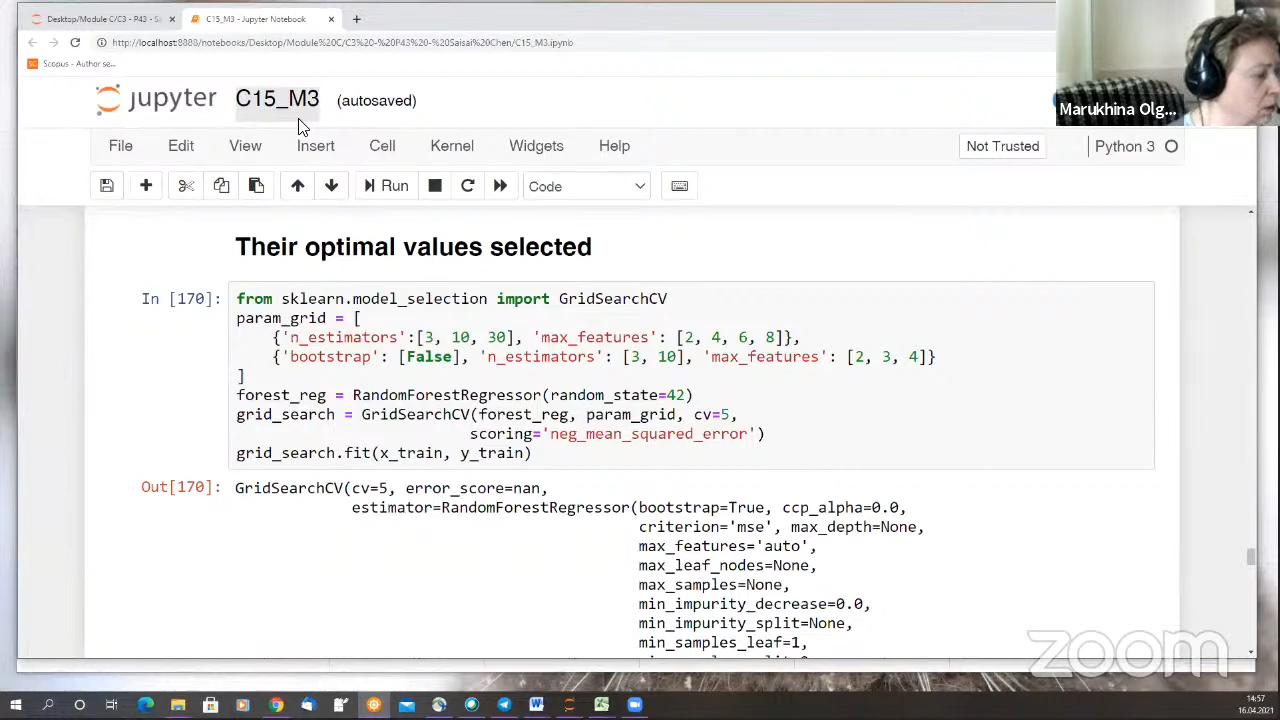 Desktop/Module C/C3 - P43 - S
C15_M3 - Jupyter Notebook
http://localhost:8888/notebooks/Desktop/Module%20C/C3%20-%20P43%20-%20Saisai%20Chen/C15_M3.ipynb
Scopus - Author se...
jupyter C15_M3 (autosaved)
Marukhina Olg...
File Edit View Insert Cell Kernel Widgets Help Not Trusted Python 3
Run Code
Their optimal values selected
In [170]: from sklearn.model_selection import GridSearchCV
param_grid = [
{'n_estimators':[3, 10, 30], 'max_features': [2, 4, 6, 8]},
{'bootstrap': [False], 'n_estimators': [3, 10], 'max_features': [2, 3, 4]}
]
forest_reg = RandomForestRegressor(random_state=42)
grid_search = GridSearchCV(forest_reg, param_grid, cv=5,
scoring='neg_mean_squared_error')
grid_search.fit(x_train, y_train)
Out[170]: GridSearchCV(cv=5, error_score=nan,
estimator=RandomForestRegressor(bootstrap=True, ccp_alpha=0.0,
criterion='mse', max_depth=None,
max_features='auto',
max_leaf_nodes=None,
max_samples=None,
min_impurity_decrease=0.0,
min_impurity_split=None,
min_samples_leaf=1,
zoom
14:57
16.04.2021